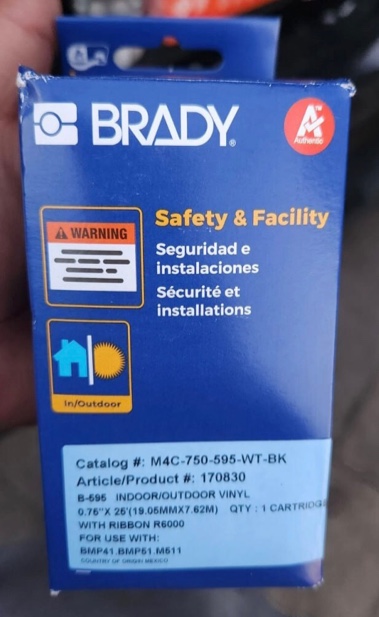 BRADY®
Authentic
WARNING
Safety & Facility
Seguridad e
instalaciones
Sécurité et
installations
In/Outdoor
Catalog #: M4C-750-595-WT-BK
Article/Product #: 170830
B-595 INDOOR/OUTDOOR VINYL
0.75"X 25'(19.05MMX7.62M) QTY : 1 CARTRIDGE
WITH RIBBON R6000
FOR USE WITH:
BMP41.BMP51.M611
COUNTRY OF ORIGIN MEXICO